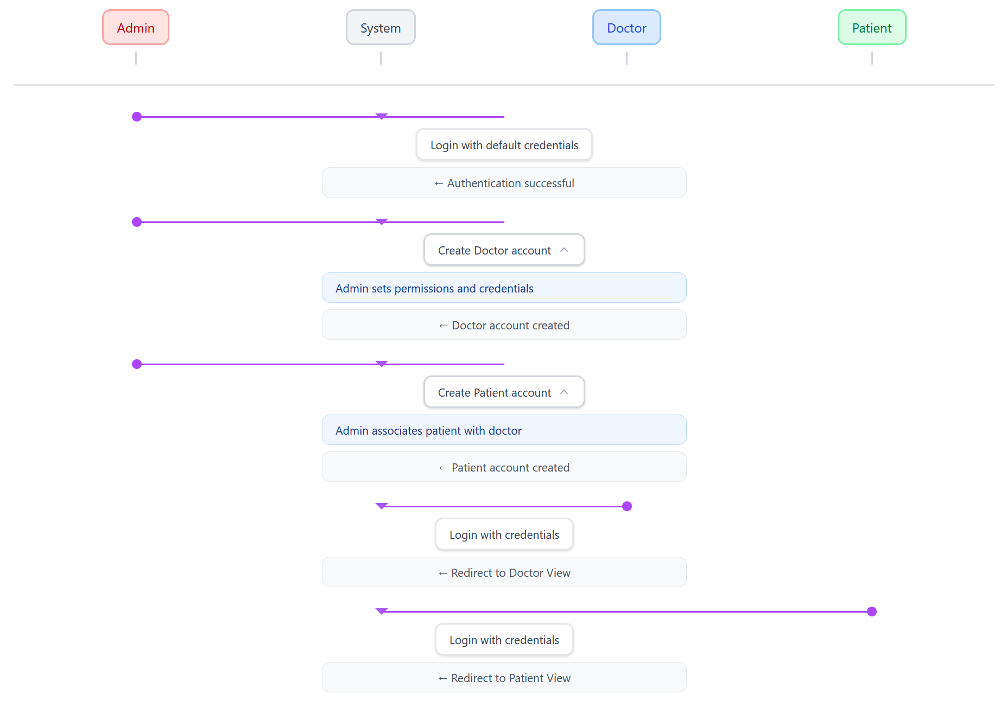 Admin
System
Doctor
Patient
Login with default credentials
← Authentication successful
Create Doctor account
Admin sets permissions and credentials
← Doctor account created
Create Patient account
Admin associates patient with doctor
← Patient account created
Login with credentials
← Redirect to Doctor View
Login with credentials
← Redirect to Patient View